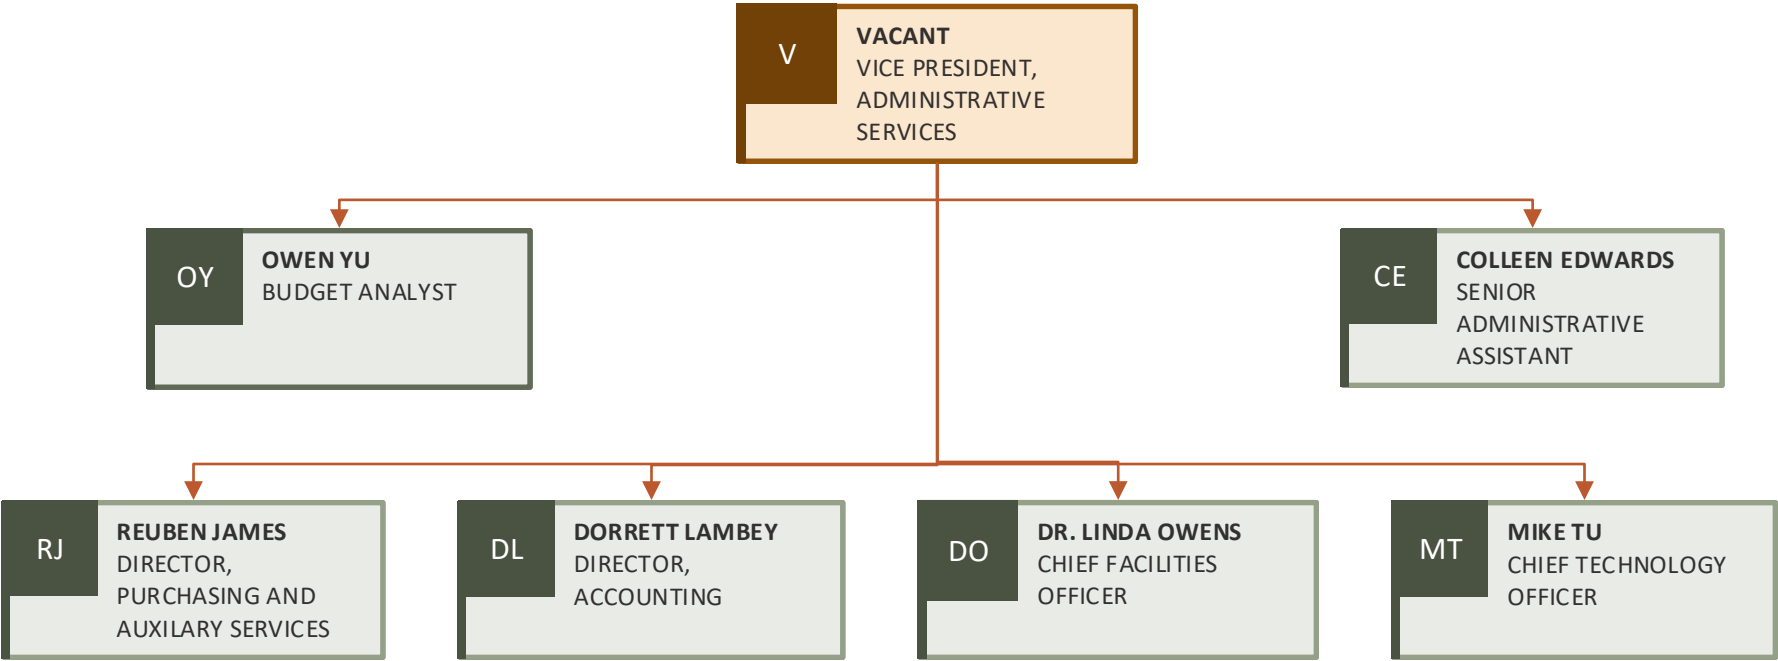 V
VACANT
VICE PRESIDENT,
ADMINISTRATIVE
SERVICES
OY
OWEN YU
BUDGET ANALYST
CE
COLLEEN EDWARDS
SENIOR
ADMINISTRATIVE
ASSISTANT
RJ
REUBEN JAMES
DIRECTOR,
PURCHASING AND
AUXILARY SERVICES
DL
DORRETT LAMBEY
DIRECTOR,
ACCOUNTING
DO
DR. LINDA OWENS
CHIEF FACILITIES
OFFICER
MT
MIKE TU
CHIEF TECHNOLOGY
OFFICER